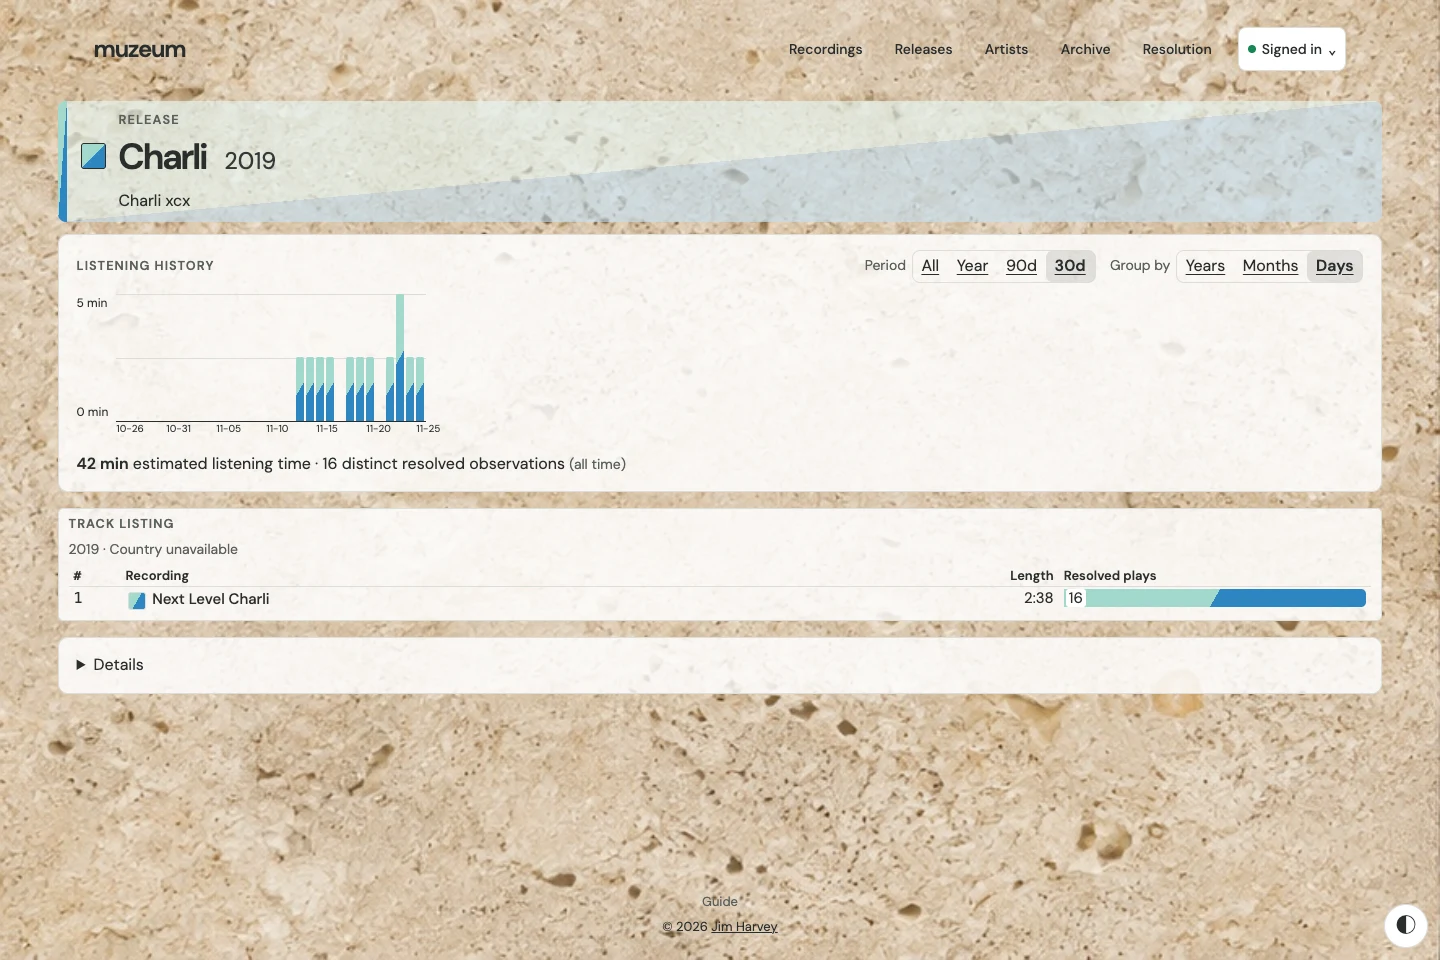 muzeum
Recordings Releases Artists Archive Resolution Signed in
RELEASE
Charli 2019
Charli xcx
LISTENING HISTORY
Period All Year 90d 30d Group by Years Months Days
5 min
0 min
10-26 10-31 11-05 11-10 11-15 11-20 11-25
42 min estimated listening time · 16 distinct resolved observations (all time)
TRACK LISTING
2019 · Country unavailable
# Recording Length Resolved plays
1 Next Level Charli 2:38 16
Details
Guide
© 2026 Jim Harvey